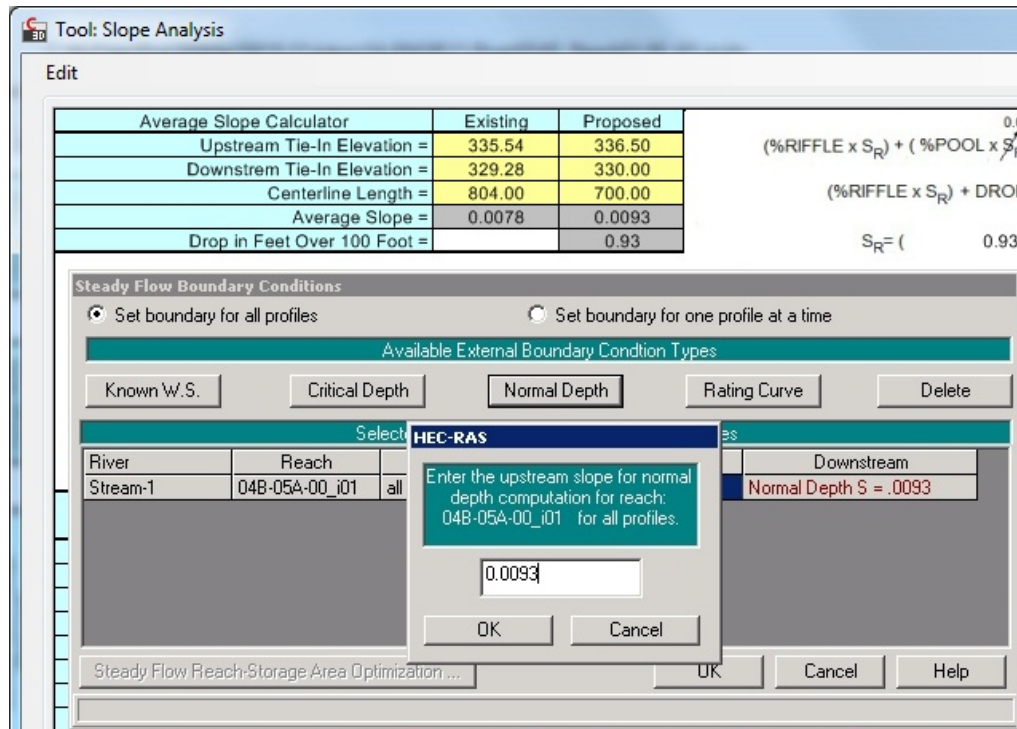 Tool: Slope Analysis
Edit
Average Slope Calculator Existing Proposed
Upstream Tie-In Elevation = 335.54 336.50
Downstrem Tie-In Elevation = 329.28 330.00
Centerline Length = 804.00 700.00
Average Slope = 0.0078 0.0093
Drop in Feet Over 100 Foot = 0.93
(%RIFFLE x SR) + ( %POOL x
(%RIFFLE x SR) + DROP
SR= ( 0.93
Steady Flow Boundary Conditions
Set boundary for all profiles Set boundary for one profile at a time
Available External Boundary Condtion Types
Known W.S. Critical Depth Normal Depth Rating Curve Delete
River Reach Downstream
Stream-1 04B-05A-00_i01 all Normal Depth S = .0093
HEC-RAS
Enter the upstream slope for normal
depth computation for reach:
04B-05A-00_i01 for all profiles.
0.0093
OK Cancel
Steady Flow Reach-Storage Area Optimization ... OK Cancel Help